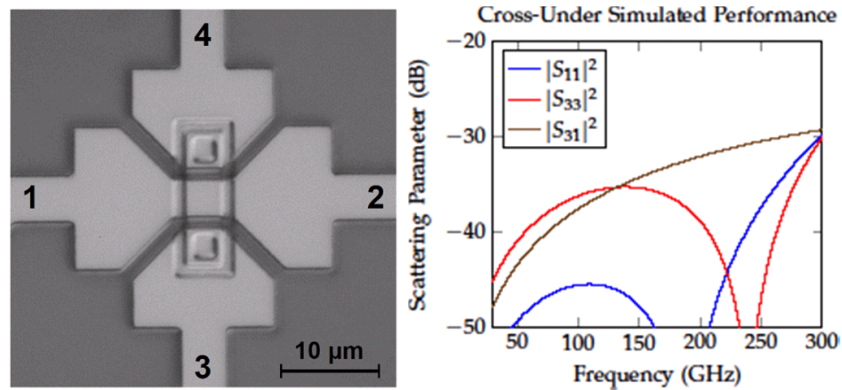 4
1
2
3
10 µm
Cross-Under Simulated Performance
Scattering Parameter (dB)
−20
−30
−40
−50
|S₁₁|²
|S₃₃|²
|S₃₁|²
50
100
150
200
250
300
Frequency (GHz)